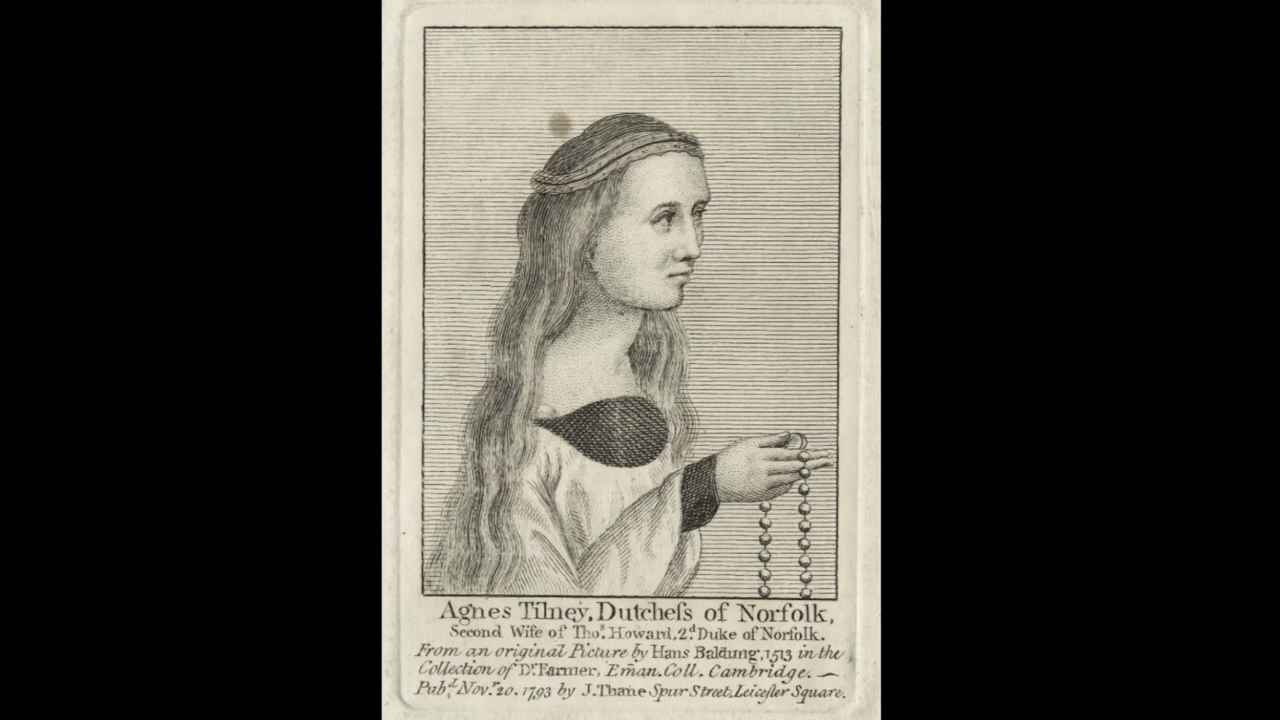 Agnes Tilney, Dutcheſs of Norfolk,
Second Wife of Thoˢ. Howard, 2ᵈ. Duke of Norfolk.
From an original Picture by Hans Baldung, 1513 in the
Collection of Dʳ. Farmer, Em̃an. Coll. Cambridge. —
Pubᵈ. Novʳ. 20. 1793 by J. Thane Spur Street, Leiceſter Square.